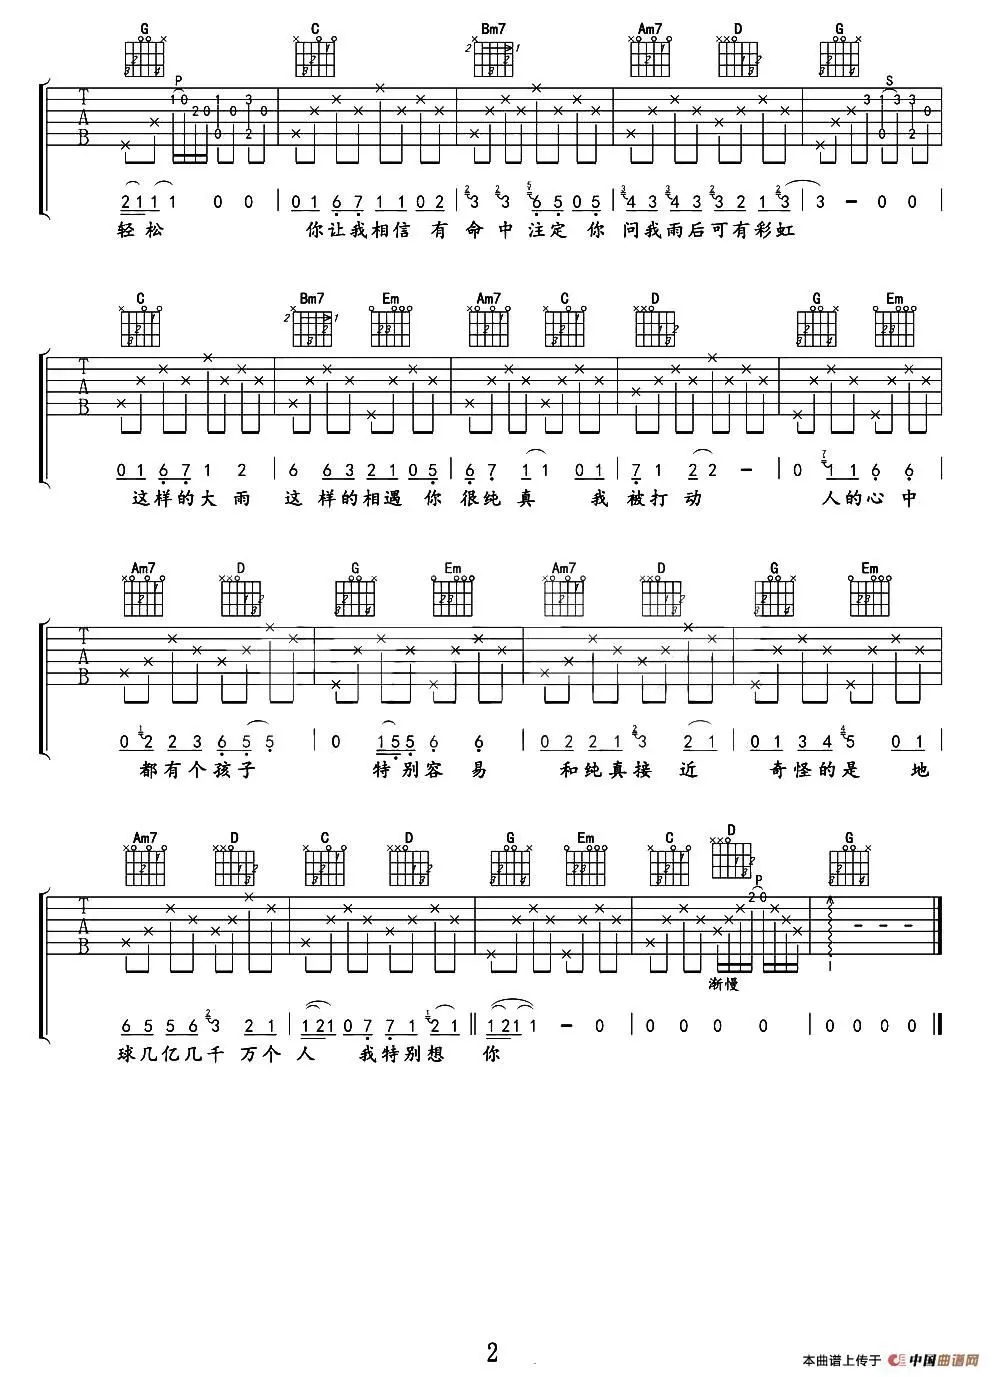 G C Bm7 Am7 D G
P S
T A B
2 1 1 1 0 0 | 0 1 6 7 1 1 0 2 | 3 3 6 5 0 5 | 4 3 4 3 3 2 1 3 | 3 - 0 0
轻松 你让我相信 有 命中注定 你 问我雨后可有彩虹
C Bm7 Em Am7 C D G Em
T A B
0 1 6 7 1 2 | 6 6 3 2 1 0 5 | 6 7 1 1 0 1 | 7 1 2 2 - | 0 1 1 6 6
这样的大雨 这样的相遇 你 很纯真 我 被打动 人的心中
Am7 D G Em Am7 D G Em
T A B
0 2 2 3 6 5 5 | 0 1 5 5 6 6 | 0 2 2 1 3 2 1 | 0 1 3 4 5 0 1
都有个孩子 特别容易 和纯真接近 奇怪的是 地
Am7 D C D G Em C D G
P
T A B
渐慢
6 5 5 6 3 2 1 | 1 2 1 0 7 7 1 2 1 || 1 2 1 1 - 0 | 0 0 0 0 | 0 0 0 0
球几亿几千万个人 我特别想 你
2
本曲谱上传于 中国曲谱网